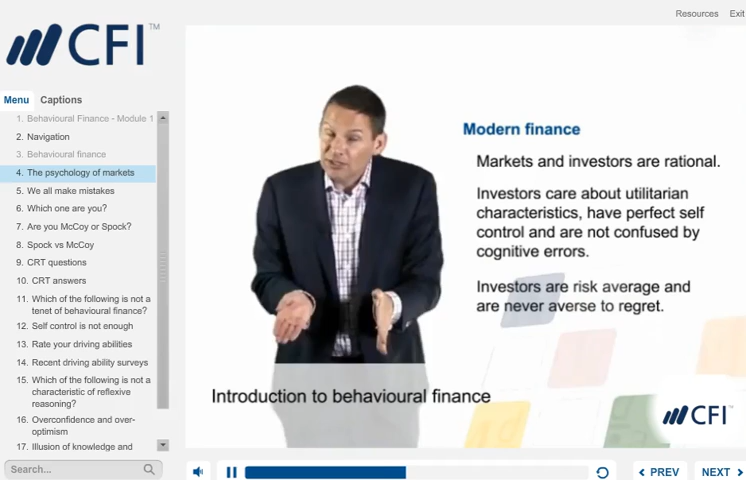 Resources Exit
CFI™
Menu Captions
1. Behavioural Finance - Module 1
2. Navigation
3. Behavioural finance
4. The psychology of markets
5. We all make mistakes
6. Which one are you?
7. Are you McCoy or Spock?
8. Spock vs McCoy
9. CRT questions
10. CRT answers
11. Which of the following is not a
tenet of behavioural finance?
12. Self control is not enough
13. Rate your driving abilities
14. Recent driving ability surveys
15. Which of the following is not a
characteristic of reflexive
reasoning?
16. Overconfidence and over-
optimism
17. Illusion of knowledge and
Search...
Modern finance
Markets and investors are rational.
Investors care about utilitarian
characteristics, have perfect self
control and are not confused by
cognitive errors.
Investors are risk average and
are never averse to regret.
Introduction to behavioural finance
CFI™
PREV NEXT